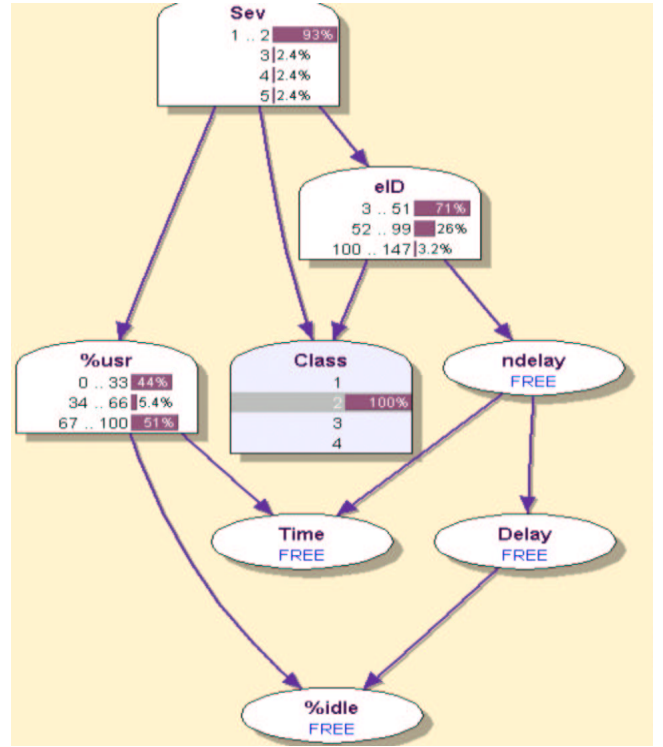 Sev
1 .. 2 93%
3 2.4%
4 2.4%
5 2.4%
eID
3 .. 51 71%
52 .. 99 26%
100 .. 147 3.2%
%usr
0 .. 33 44%
34 .. 66 5.4%
67 .. 100 51%
Class
1
2 100%
3
4
ndelay
FREE
Time
FREE
Delay
FREE
%idle
FREE